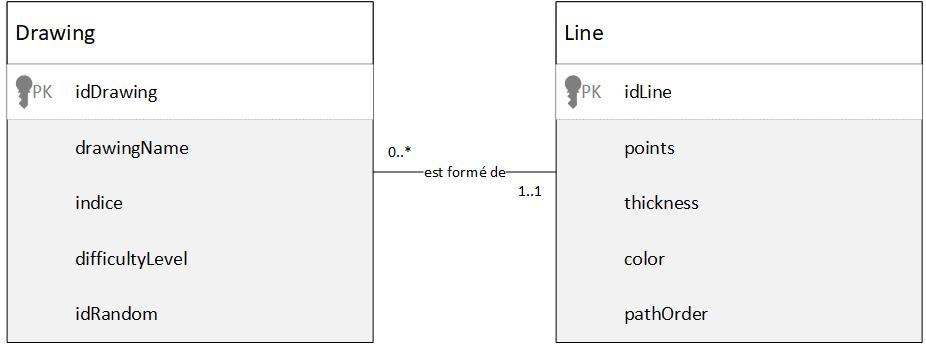 Drawing
PK idDrawing
drawingName
indice
difficultyLevel
idRandom
0..*
est formé de
1..1
Line
PK idLine
points
thickness
color
pathOrder